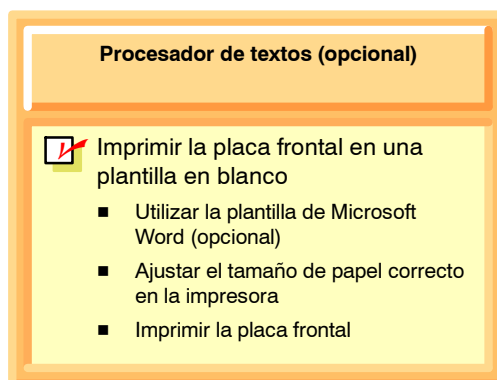 Procesador de textos (opcional)
Imprimir la placa frontal en una
plantilla en blanco
■ Utilizar la plantilla de Microsoft
Word (opcional)
■ Ajustar el tamaño de papel correcto
en la impresora
■ Imprimir la placa frontal